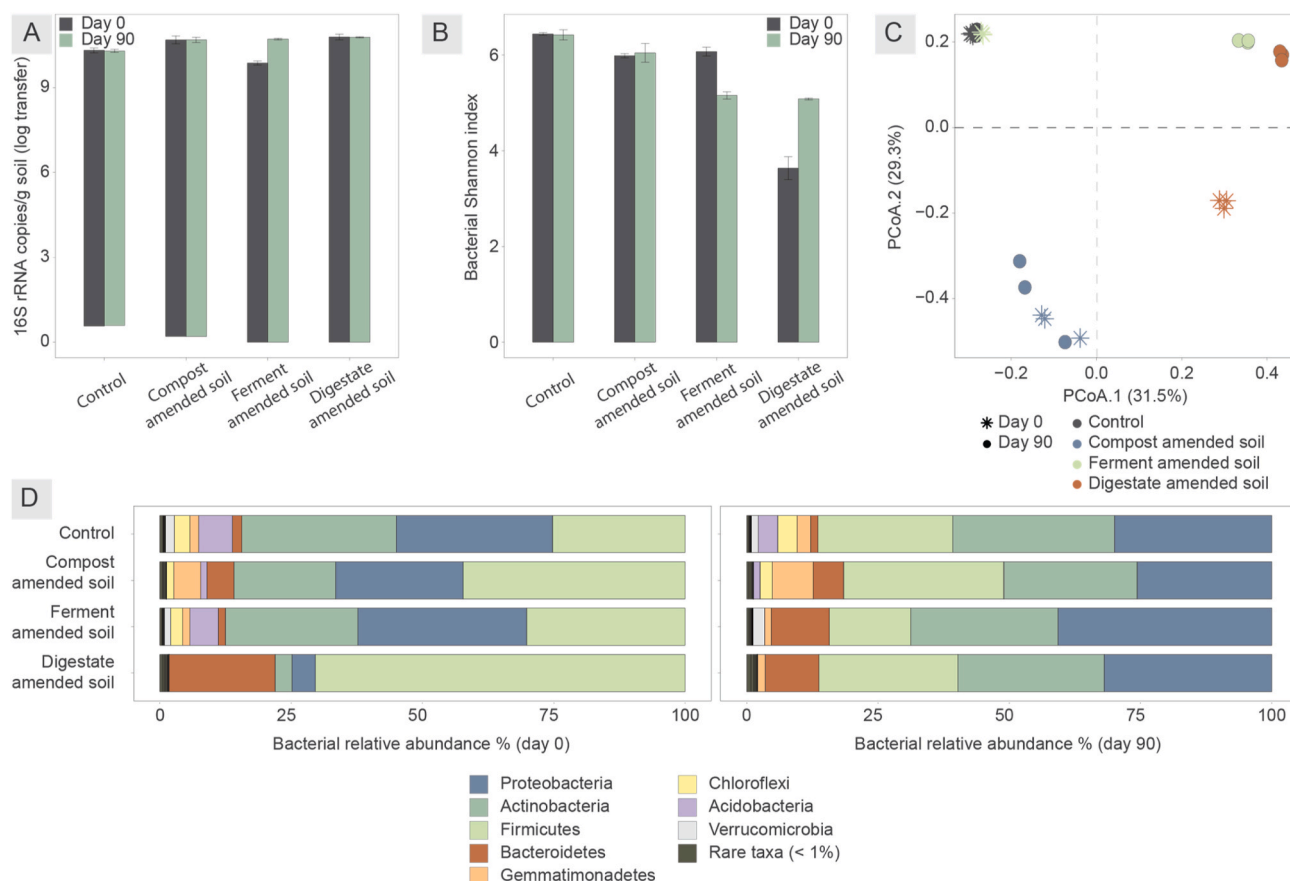 A
Day 0
Day 90
16S rRNA copies/g soil (log transfer)
9
6
3
0
Control
Compost
amended soil
Ferment
amended soil
Digestate
amended soil
B
Day 0
Day 90
Bacterial Shannon index
6
4
2
0
Control
Compost
amended soil
Ferment
amended soil
Digestate
amended soil
C
PCoA.2 (29.3%)
0.2
0.0
−0.2
−0.4
−0.2
0.0
0.2
0.4
PCoA.1 (31.5%)
Day 0
Day 90
Control
Compost amended soil
Ferment amended soil
Digestate amended soil
D
Control
Compost
amended soil
Ferment
amended soil
Digestate
amended soil
0 25 50 75 100
Bacterial relative abundance % (day 0)
0 25 50 75 100
Bacterial relative abundance % (day 90)
Proteobacteria
Actinobacteria
Firmicutes
Bacteroidetes
Gemmatimonadetes
Chloroflexi
Acidobacteria
Verrucomicrobia
Rare taxa (< 1%)